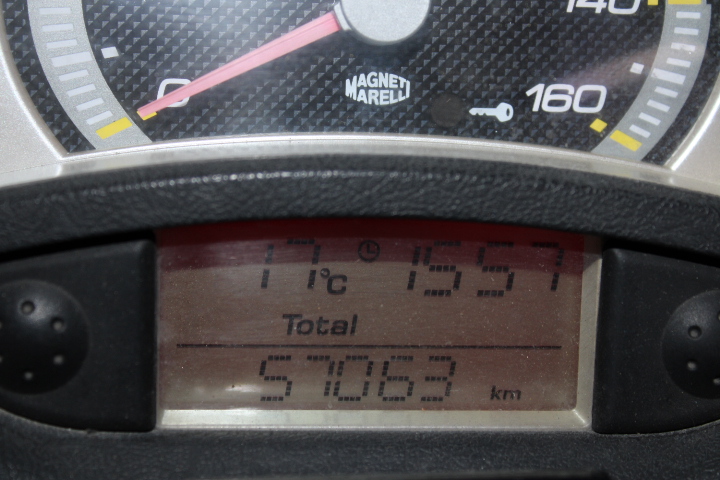 140
0
MAGNETI
MARELLI
160
17°C 1557
Total
57063 km